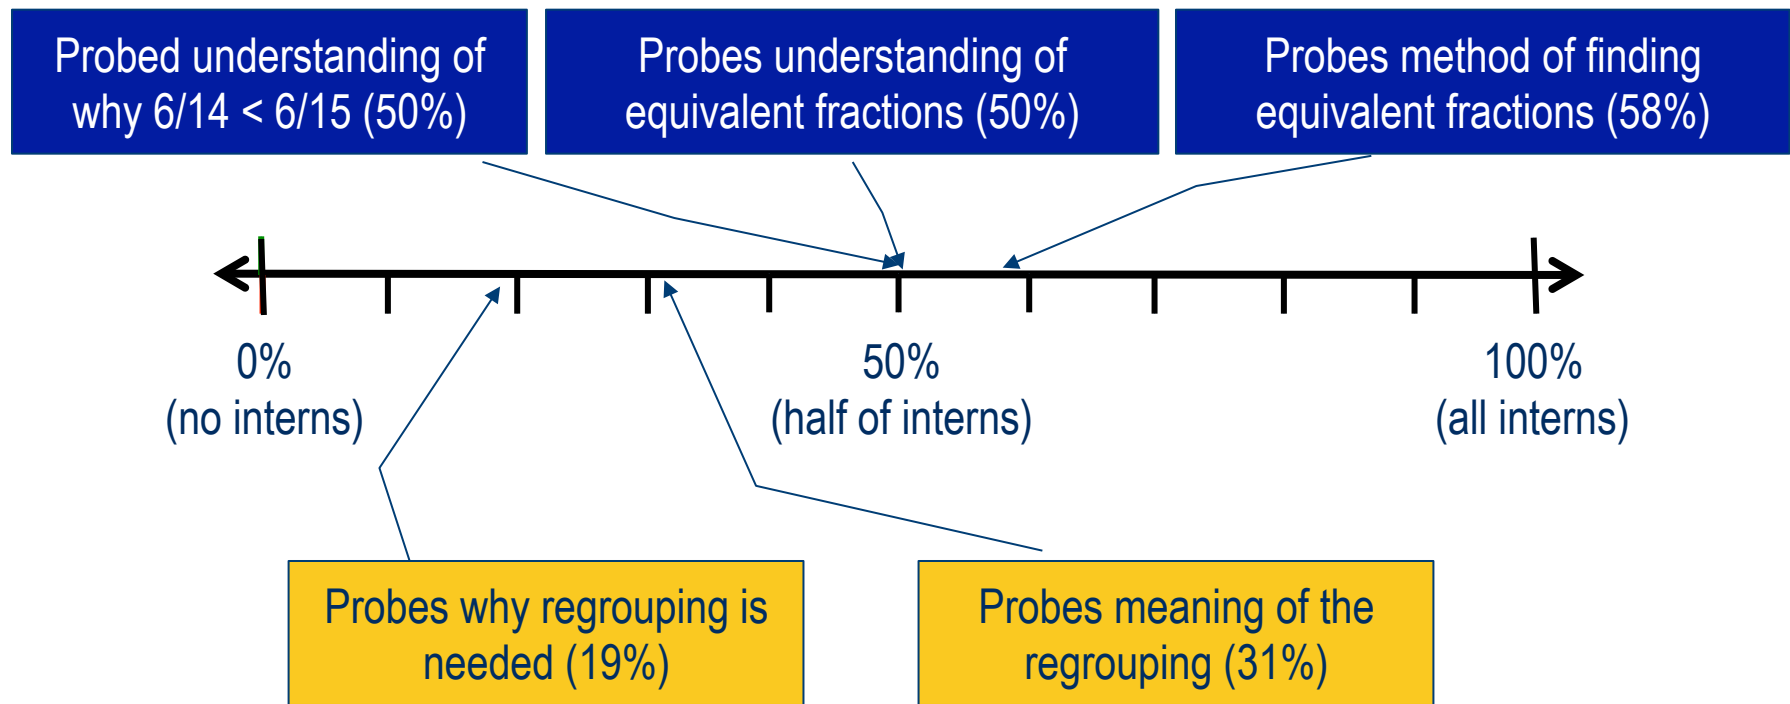 Probed understanding of
why 6/14 < 6/15 (50%)
Probes understanding of
equivalent fractions (50%)
Probes method of finding
equivalent fractions (58%)
0%
(no interns)
50%
(half of interns)
100%
(all interns)
Probes why regrouping is
needed (19%)
Probes meaning of the
regrouping (31%)